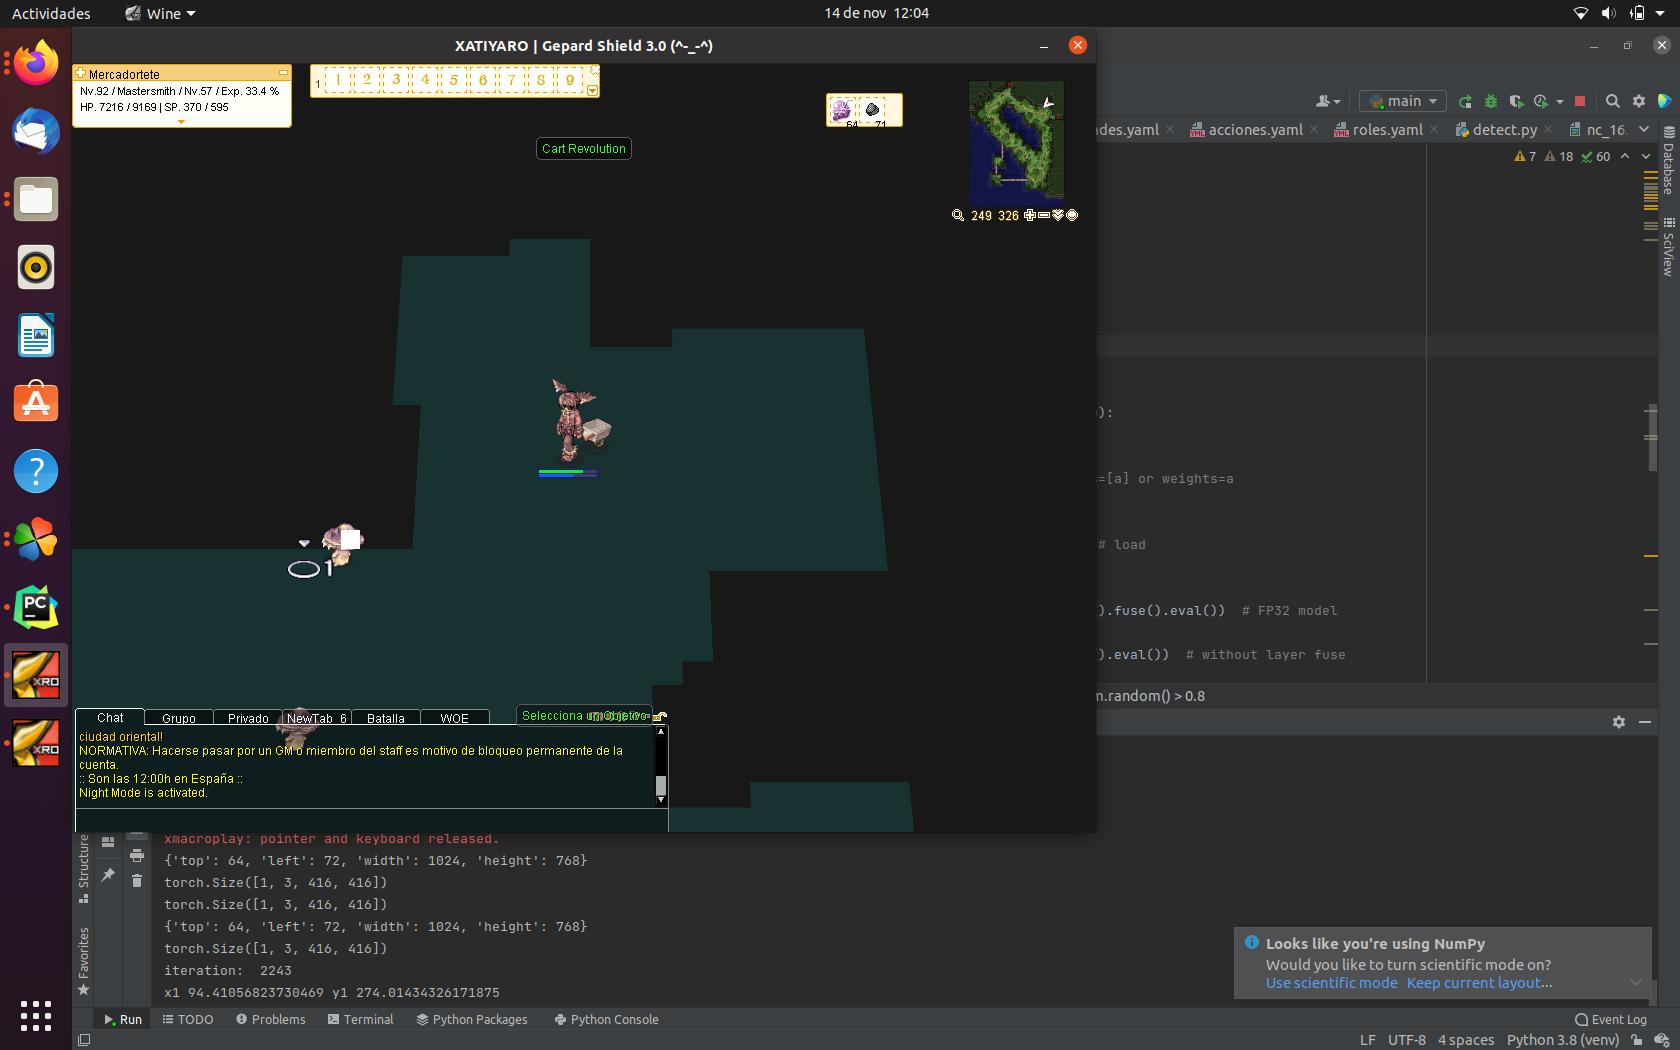 Actividades
Wine
14 de nov 12:04
XATIYARO | Gepard Shield 3.0 (^-_-^)
Mercadortete
Nv.92 / Mastersmith / Nv.57 / Exp. 33.4 %
HP. 7216 / 9169 | SP. 370 / 595
1 1 2 3 4 5 6 7 8 9
64 71
Cart Revolution
249 326
main
des.yaml
acciones.yaml
roles.yaml
detect.py
nc_16.
7 18 60
Database
SciView
):
=[a] or weights=a
# load
).fuse().eval()) # FP32 model
).eval()) # without layer fuse
m.random() > 0.8
1
Chat
Grupo
Privado
NewTab 6
Batalla
WOE
ciudad oriental!
NORMATIVA: Hacerse pasar por un GM o miembro del staff es motivo de bloqueo permanente de la
cuenta.
:: Son las 12:00h en España ::
Night Mode is activated.
Selecciona un objetivo
XRO
XRO
PC
Structure
Favorites
xmacroplay: pointer and keyboard released.
{'top': 64, 'left': 72, 'width': 1024, 'height': 768}
torch.Size([1, 3, 416, 416])
torch.Size([1, 3, 416, 416])
{'top': 64, 'left': 72, 'width': 1024, 'height': 768}
torch.Size([1, 3, 416, 416])
iteration:  2243
x1 94.41056823730469 y1 274.01434326171875
Looks like you're using NumPy
Would you like to turn scientific mode on?
Use scientific mode Keep current layout...
Run
TODO
Problems
Terminal
Python Packages
Python Console
Event Log
LF UTF-8 4 spaces Python 3.8 (venv)